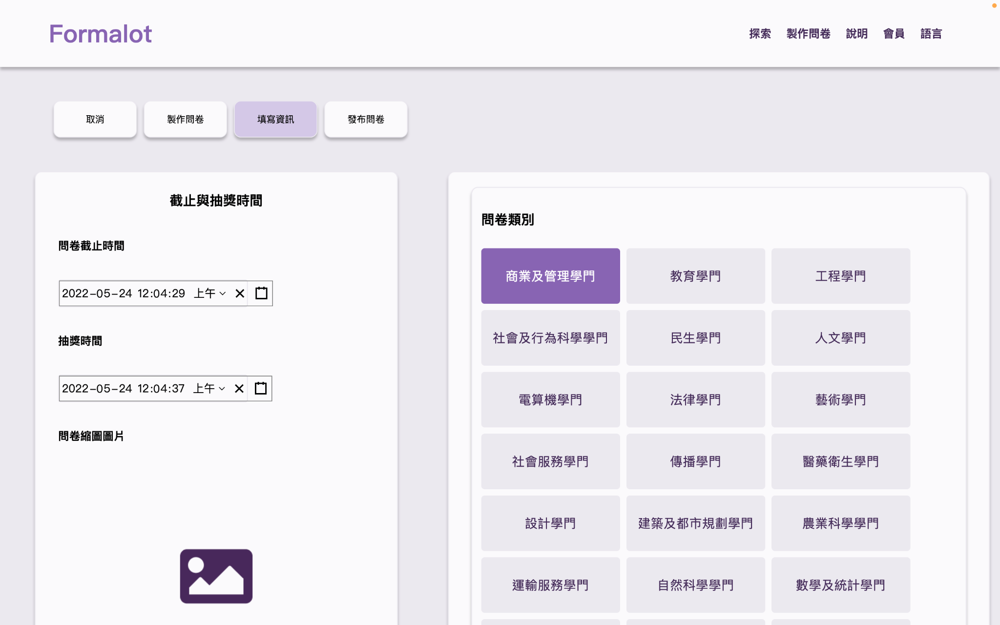 Formalot
探索 製作問卷 說明 會員 語言
取消 製作問卷 填寫資訊 發布問卷
截止與抽獎時間
問卷截止時間
2022-05-24 12:04:29 上午
抽獎時間
2022-05-24 12:04:37 上午
問卷縮圖圖片
問卷類別
商業及管理學門 教育學門 工程學門
社會及行為科學學門 民生學門 人文學門
電算機學門 法律學門 藝術學門
社會服務學門 傳播學門 醫藥衛生學門
設計學門 建築及都市規劃學門 農業科學學門
運輸服務學門 自然科學學門 數學及統計學門